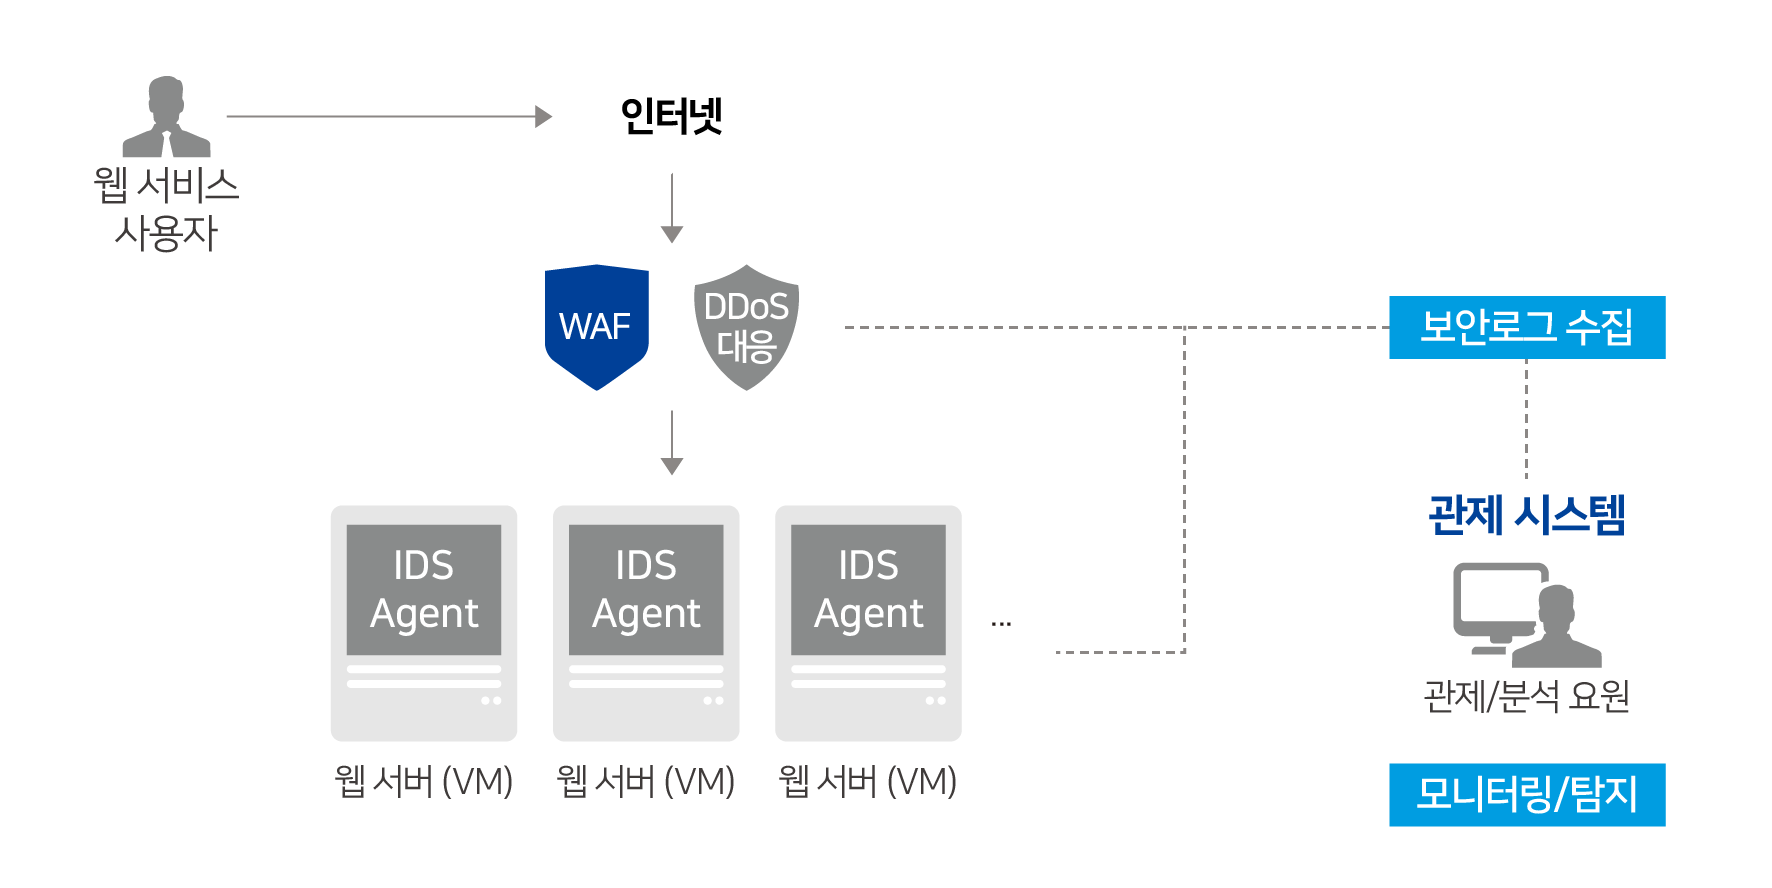 웹 서비스
사용자
인터넷
WAF
DDoS
대응
보안로그 수집
IDS
Agent
IDS
Agent
IDS
Agent
...
웹 서버 (VM)
웹 서버 (VM)
웹 서버 (VM)
관제 시스템
관제/분석 요원
모니터링/탐지